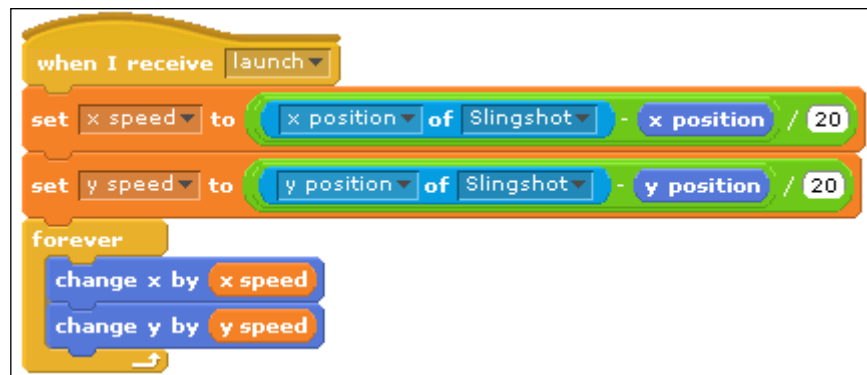 when I receive launch
set x speed to x position of Slingshot - x position / 20
set y speed to y position of Slingshot - y position / 20
forever
change x by x speed
change y by y speed